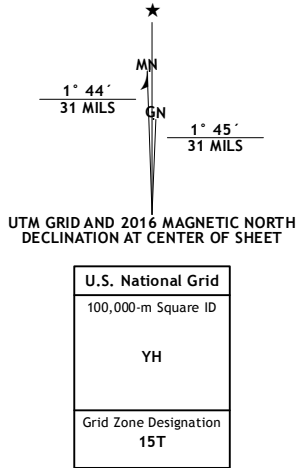 ★
MN
1° 44´
31 MILS
GN
1° 45´
31 MILS
UTM GRID AND 2016 MAGNETIC NORTH
DECLINATION AT CENTER OF SHEET
U.S. National Grid
100,000-m Square ID
YH
Grid Zone Designation
15T